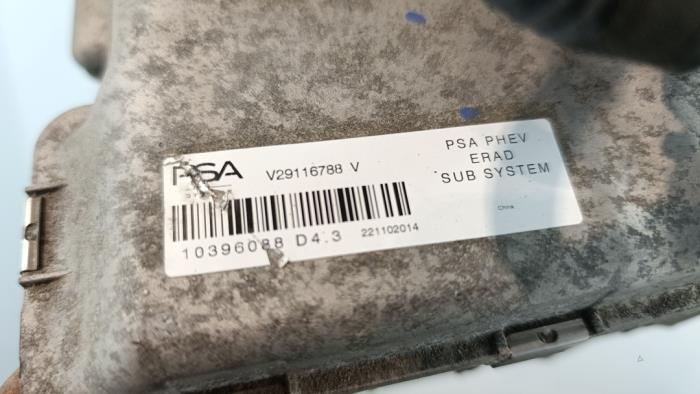 PSA
V29116788 V
10396088 D4.3
221102014
PSA PHEV
ERAD
SUB SYSTEM
China